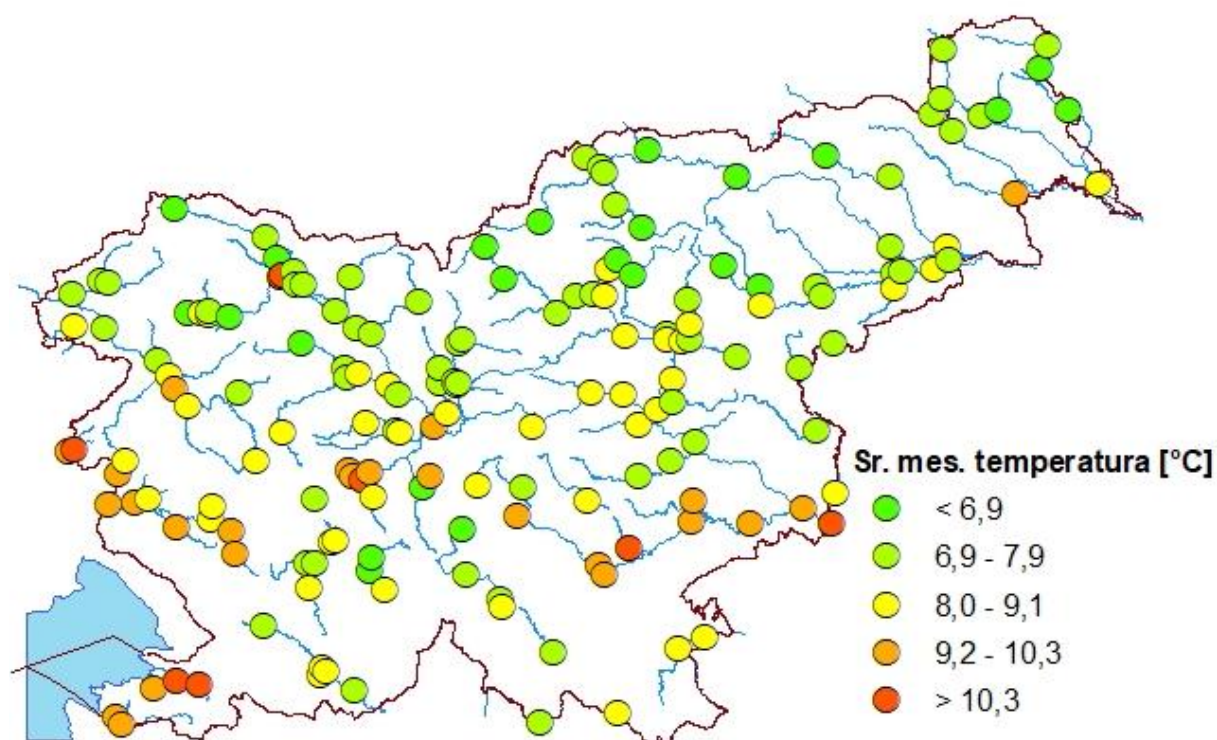 Sr. mes. temperatura [°C]
< 6,9
6,9 - 7,9
8,0 - 9,1
9,2 - 10,3
> 10,3